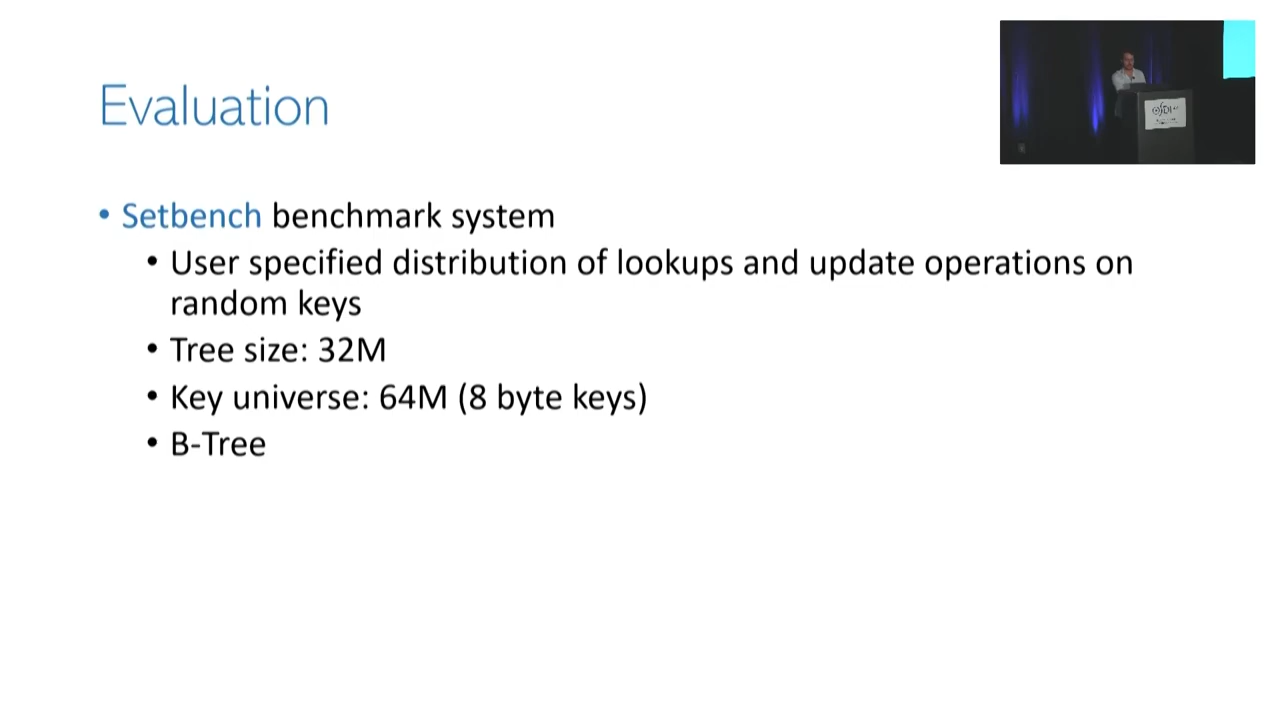 Evaluation
• Setbench benchmark system
• User specified distribution of lookups and update operations on
random keys
• Tree size: 32M
• Key universe: 64M (8 byte keys)
• B-Tree